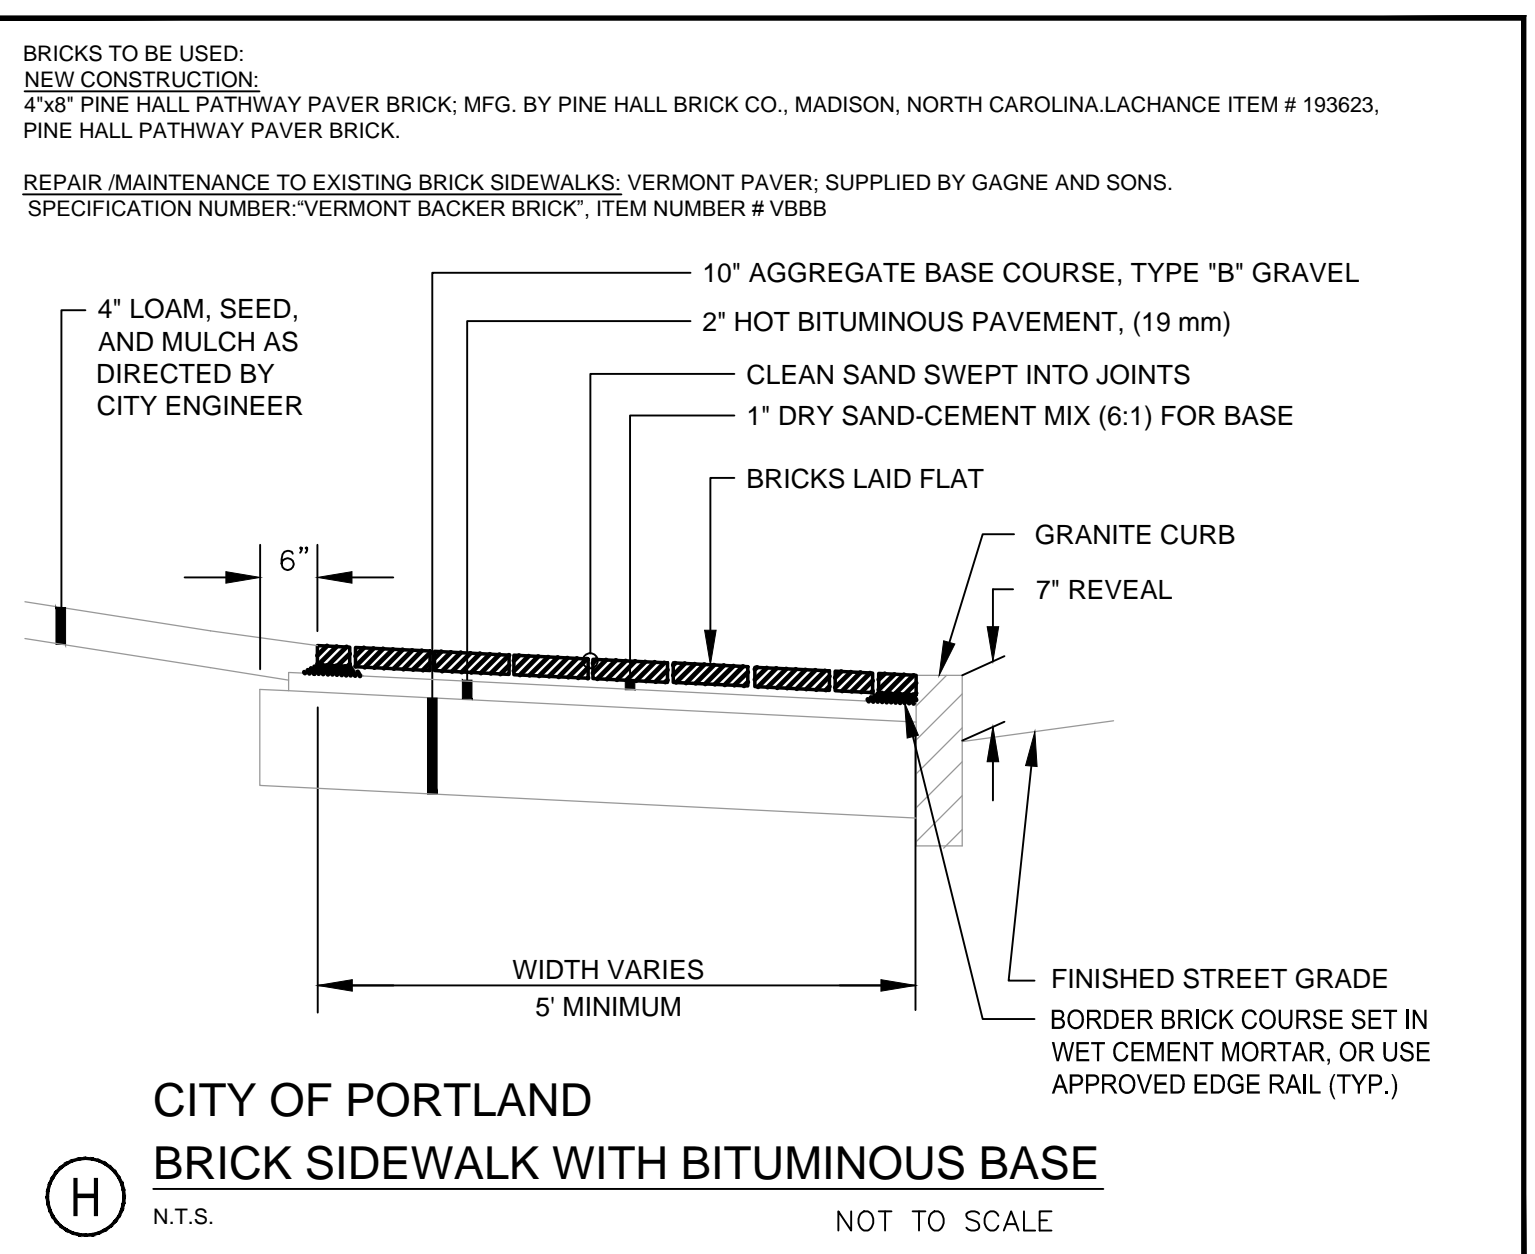 BRICKS TO BE USED:
NEW CONSTRUCTION:
4"x8" PINE HALL PATHWAY PAVER BRICK; MFG. BY PINE HALL BRICK CO., MADISON, NORTH CAROLINA.LACHANCE ITEM # 193623,
PINE HALL PATHWAY PAVER BRICK.
REPAIR /MAINTENANCE TO EXISTING BRICK SIDEWALKS: VERMONT PAVER; SUPPLIED BY GAGNE AND SONS.
SPECIFICATION NUMBER:“VERMONT BACKER BRICK”, ITEM NUMBER # VBBB
10" AGGREGATE BASE COURSE, TYPE "B" GRAVEL
4" LOAM, SEED,
AND MULCH AS
DIRECTED BY
CITY ENGINEER
2" HOT BITUMINOUS PAVEMENT, (19 mm)
CLEAN SAND SWEPT INTO JOINTS
1" DRY SAND-CEMENT MIX (6:1) FOR BASE
BRICKS LAID FLAT
GRANITE CURB
6”
7" REVEAL
WIDTH VARIES
5' MINIMUM
FINISHED STREET GRADE
BORDER BRICK COURSE SET IN
WET CEMENT MORTAR, OR USE
APPROVED EDGE RAIL (TYP.)
CITY OF PORTLAND
BRICK SIDEWALK WITH BITUMINOUS BASE
H
N.T.S.
NOT TO SCALE